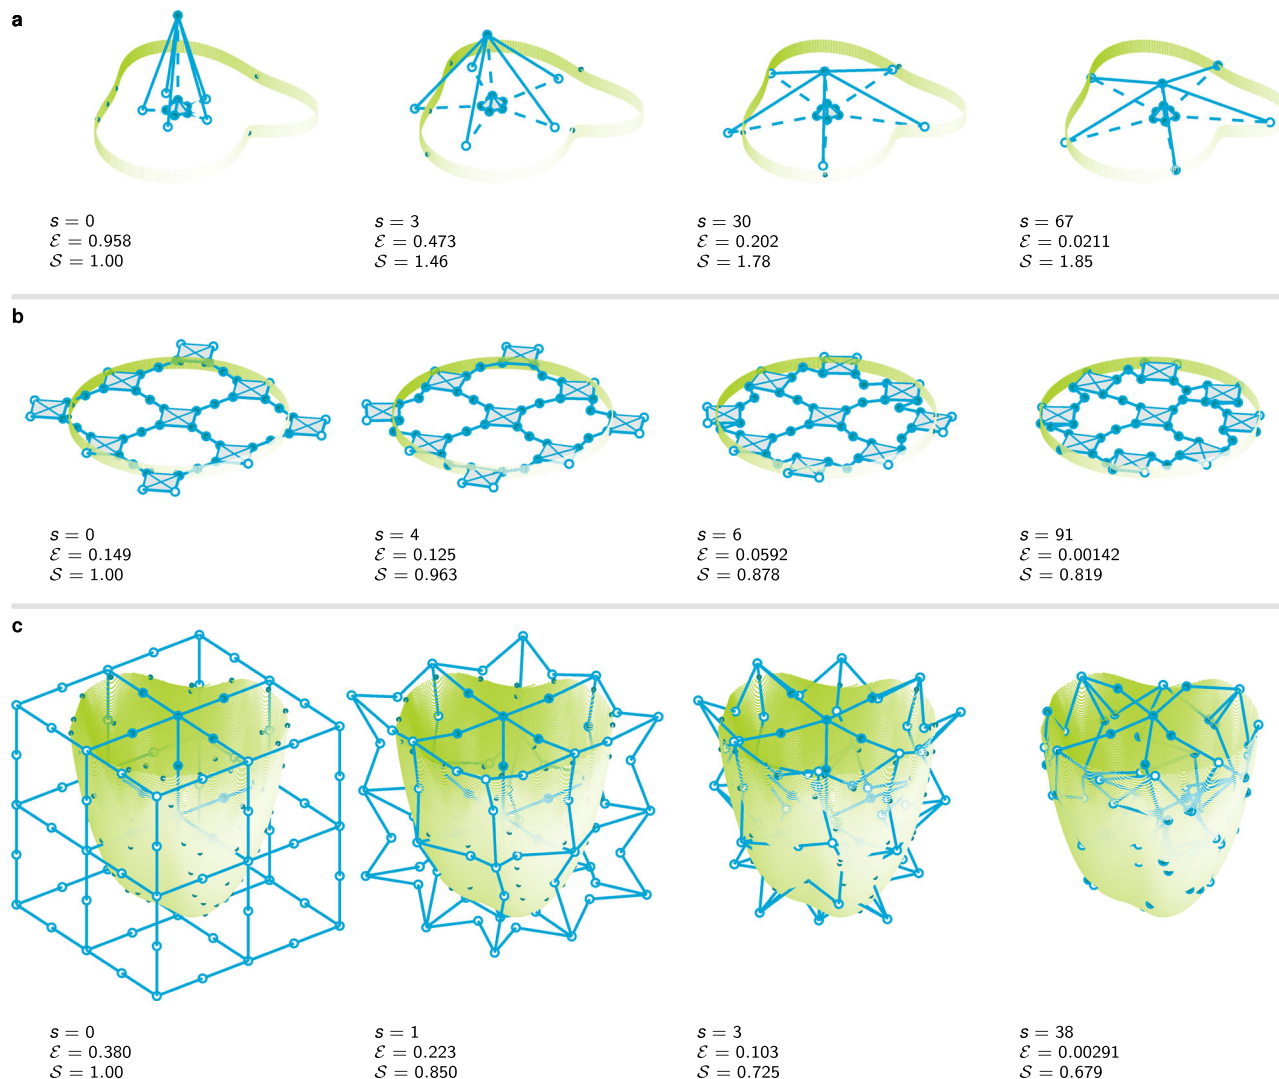 a
s = 0
ℰ = 0.958
𝒮 = 1.00
s = 3
ℰ = 0.473
𝒮 = 1.46
s = 30
ℰ = 0.202
𝒮 = 1.78
s = 67
ℰ = 0.0211
𝒮 = 1.85
b
s = 0
ℰ = 0.149
𝒮 = 1.00
s = 4
ℰ = 0.125
𝒮 = 0.963
s = 6
ℰ = 0.0592
𝒮 = 0.878
s = 91
ℰ = 0.00142
𝒮 = 0.819
c
s = 0
ℰ = 0.380
𝒮 = 1.00
s = 1
ℰ = 0.223
𝒮 = 0.850
s = 3
ℰ = 0.103
𝒮 = 0.725
s = 38
ℰ = 0.00291
𝒮 = 0.679